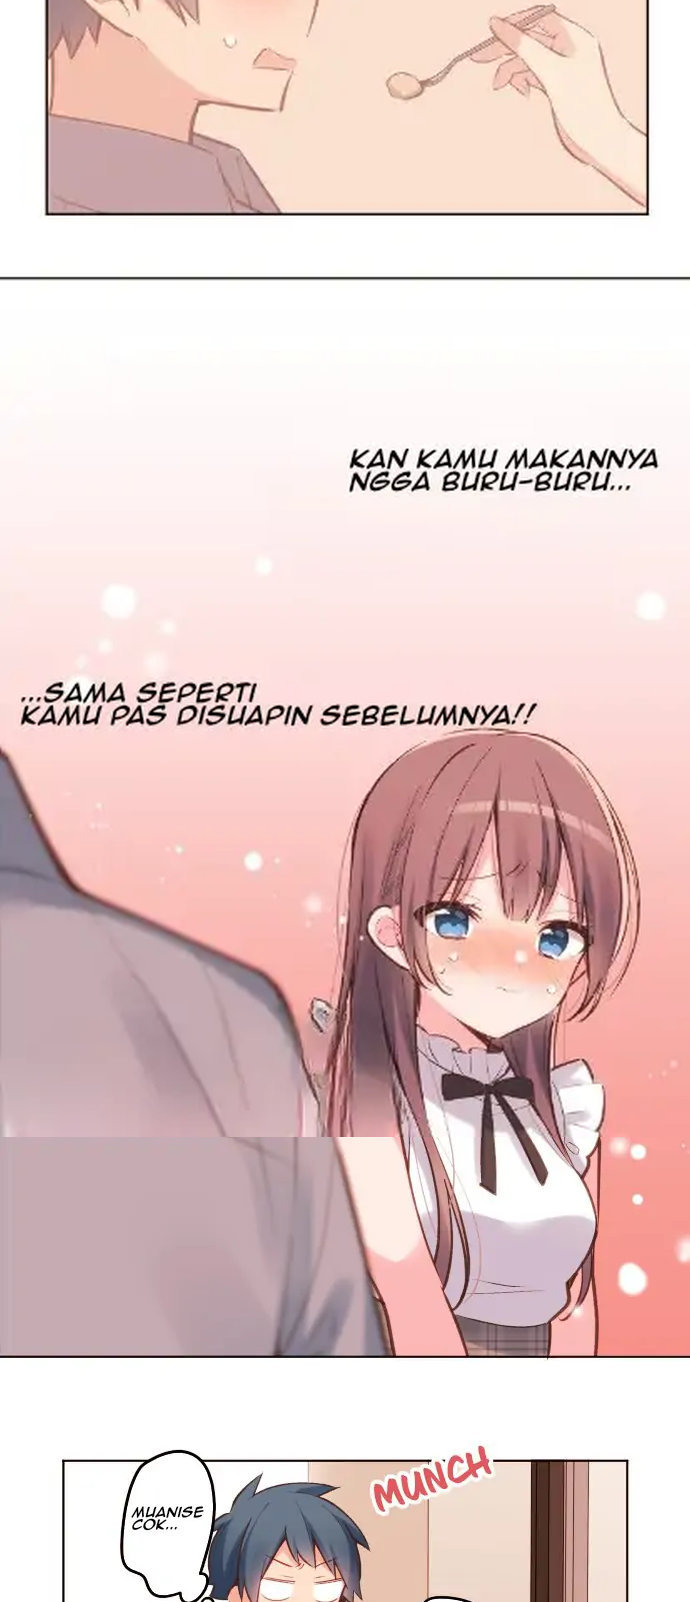 KAN KAMU MAKANNYA
NGGA BURU-BURU...
...SAMA SEPERTI
KAMU PAS DISUAPIN SEBELUMNYA!!
MUNCH
MUANISE
COK...